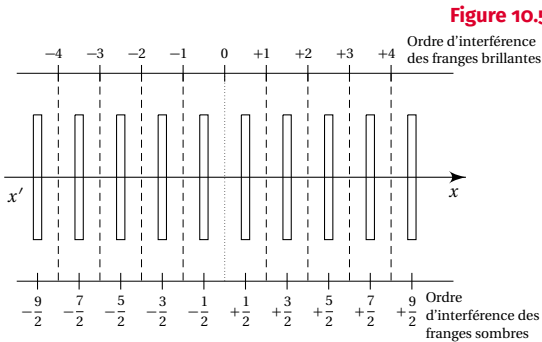 Figure 10.5
Ordre d'interférence
des franges brillantes
−4 −3 −2 −1 0 +1 +2 +3 +4
x′ x
−9/2 −7/2 −5/2 −3/2 −1/2 +1/2 +3/2 +5/2 +7/2 +9/2
Ordre
d'interférence des
franges sombres